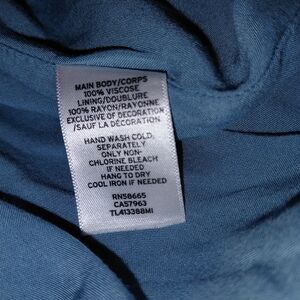 MAIN BODY/CORPS
100% VISCOSE
LINING/DOUBLURE
100% RAYON/RAYONNE
EXCLUSIVE OF DECORATION
/SAUF LA DÉCORATION
HAND WASH COLD,
SEPARATELY
ONLY NON-
CHLORINE BLEACH
IF NEEDED
HANG TO DRY
COOL IRON IF NEEDED
RN58665
CA57963
TL413388MI